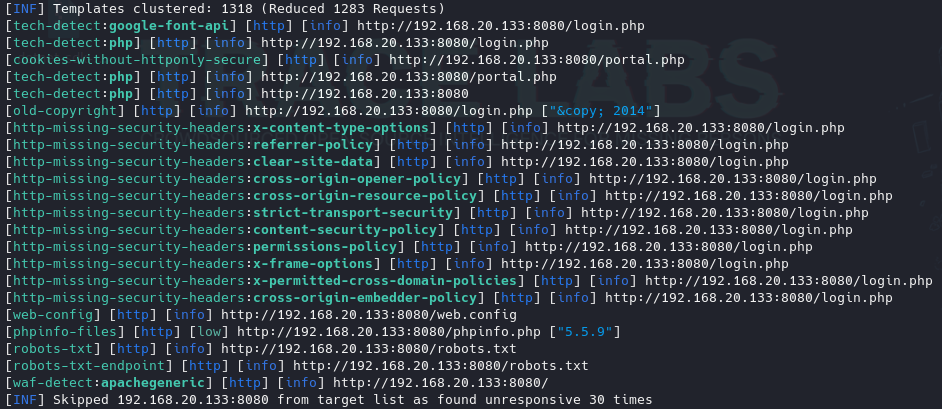 [INF] Templates clustered: 1318 (Reduced 1283 Requests)
[tech-detect:google-font-api] [http] [info] http://192.168.20.133:8080/login.php
[tech-detect:php] [http] [info] http://192.168.20.133:8080/login.php
[cookies-without-httponly-secure] [http] [info] http://192.168.20.133:8080/portal.php
[tech-detect:php] [http] [info] http://192.168.20.133:8080/portal.php
[tech-detect:php] [http] [info] http://192.168.20.133:8080
[old-copyright] [http] [info] http://192.168.20.133:8080/login.php ["&copy; 2014"]
[http-missing-security-headers:x-content-type-options] [http] [info] http://192.168.20.133:8080/login.php
[http-missing-security-headers:referrer-policy] [http] [info] http://192.168.20.133:8080/login.php
[http-missing-security-headers:clear-site-data] [http] [info] http://192.168.20.133:8080/login.php
[http-missing-security-headers:cross-origin-opener-policy] [http] [info] http://192.168.20.133:8080/login.php
[http-missing-security-headers:cross-origin-resource-policy] [http] [info] http://192.168.20.133:8080/login.php
[http-missing-security-headers:strict-transport-security] [http] [info] http://192.168.20.133:8080/login.php
[http-missing-security-headers:content-security-policy] [http] [info] http://192.168.20.133:8080/login.php
[http-missing-security-headers:permissions-policy] [http] [info] http://192.168.20.133:8080/login.php
[http-missing-security-headers:x-frame-options] [http] [info] http://192.168.20.133:8080/login.php
[http-missing-security-headers:x-permitted-cross-domain-policies] [http] [info] http://192.168.20.133:8080/login.php
[http-missing-security-headers:cross-origin-embedder-policy] [http] [info] http://192.168.20.133:8080/login.php
[web-config] [http] [info] http://192.168.20.133:8080/web.config
[phpinfo-files] [http] [low] http://192.168.20.133:8080/phpinfo.php ["5.5.9"]
[robots-txt] [http] [info] http://192.168.20.133:8080/robots.txt
[robots-txt-endpoint] [http] [info] http://192.168.20.133:8080/robots.txt
[waf-detect:apachegeneric] [http] [info] http://192.168.20.133:8080/
[INF] Skipped 192.168.20.133:8080 from target list as found unresponsive 30 times
LABS